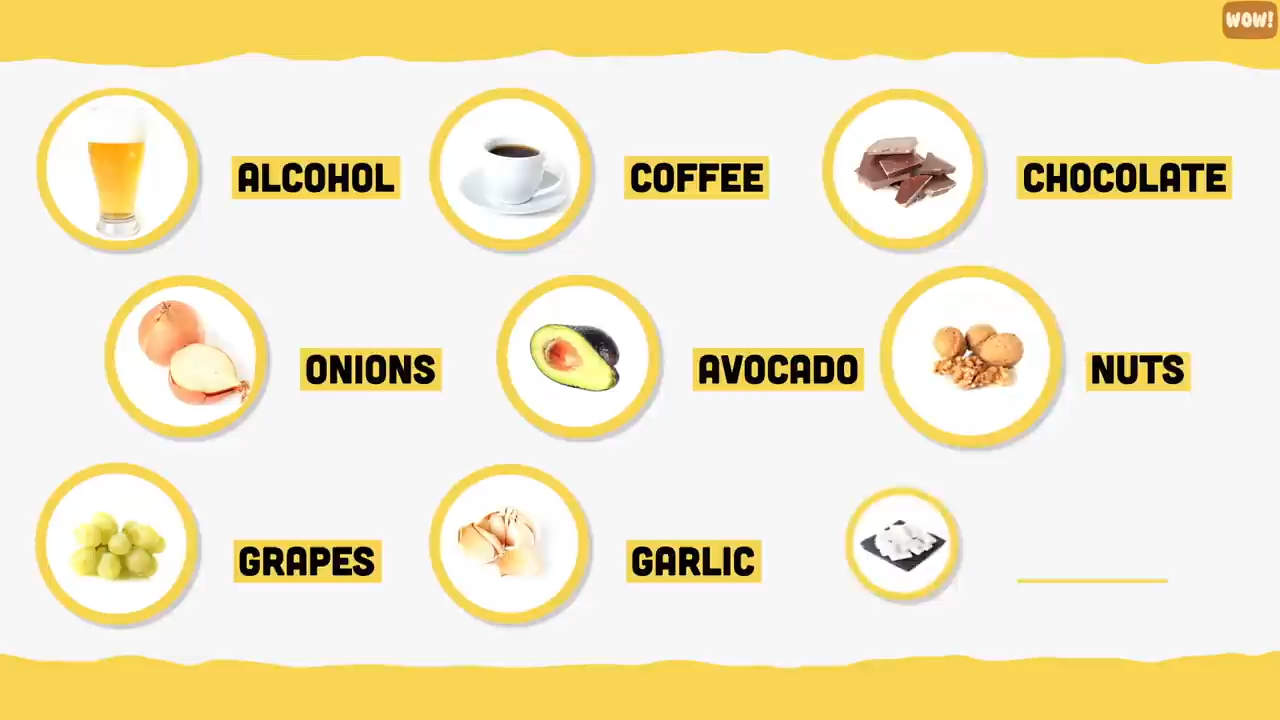 WOW!
ALCOHOL
COFFEE
CHOCOLATE
ONIONS
AVOCADO
NUTS
GRAPES
GARLIC